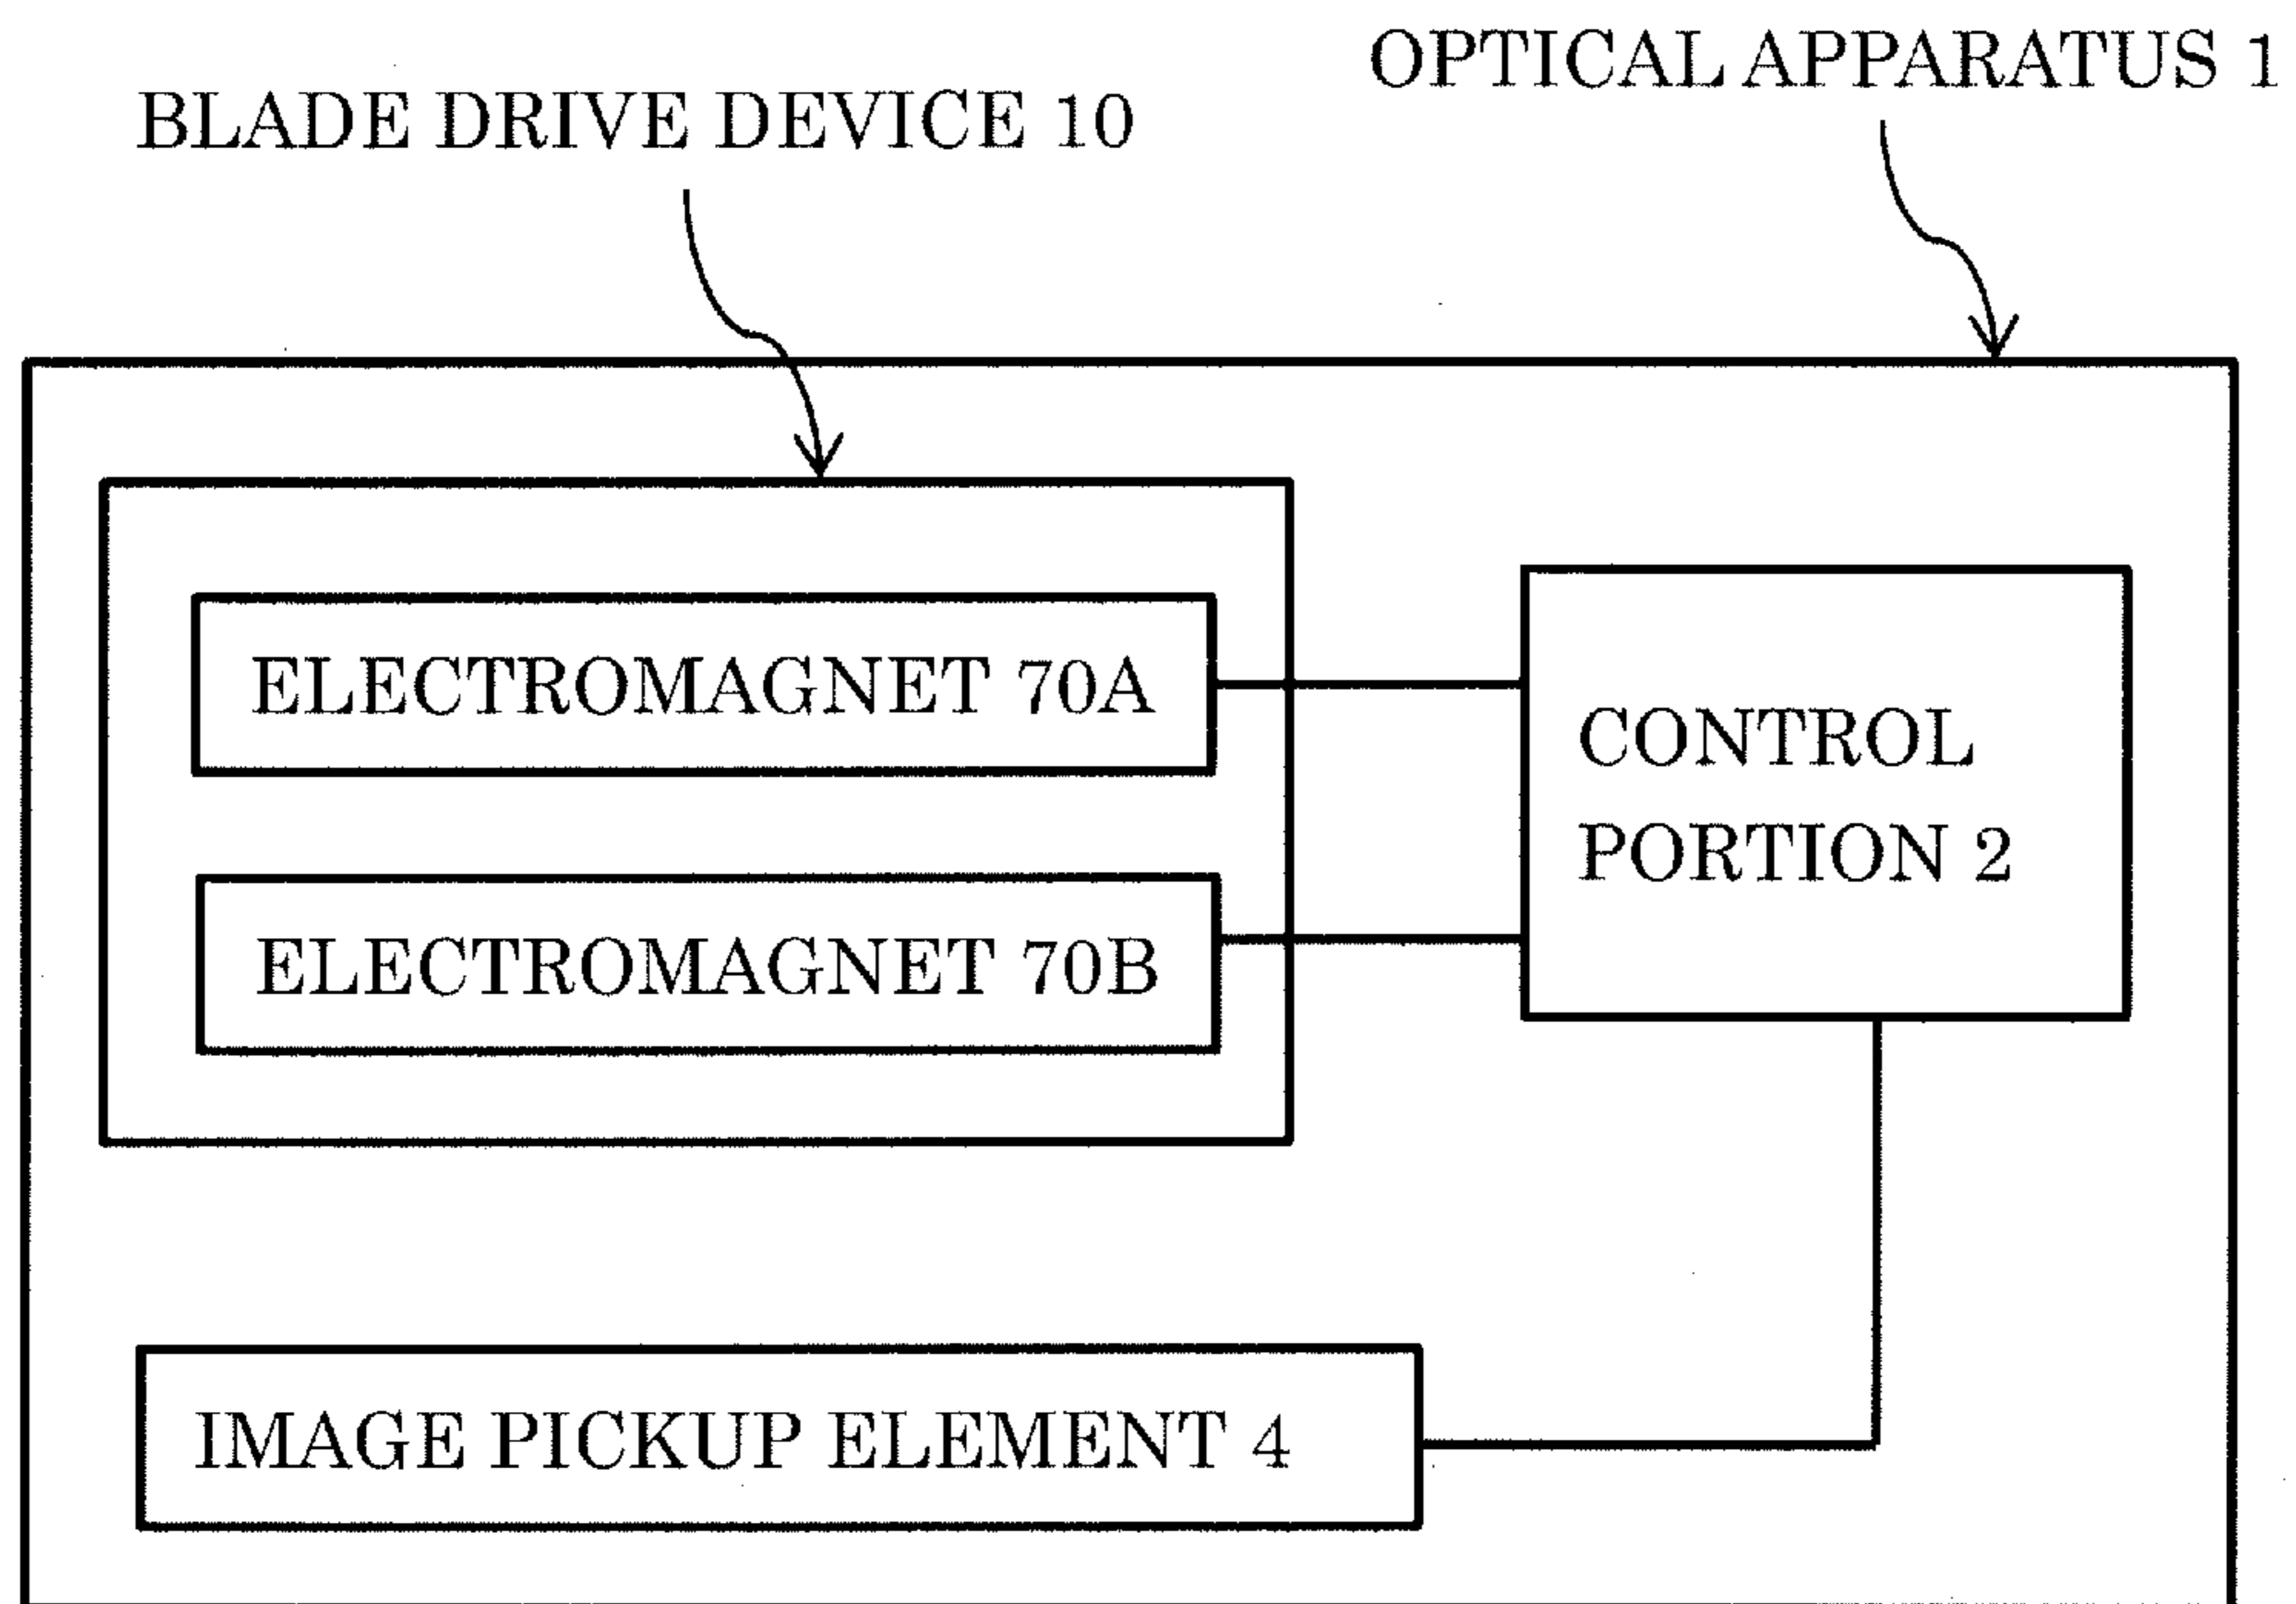 OPTICAL APPARATUS 1
BLADE DRIVE DEVICE 10
ELECTROMAGNET 70A
CONTROL
PORTION 2
ELECTROMAGNET 70B
IMAGE PICKUP ELEMENT 4